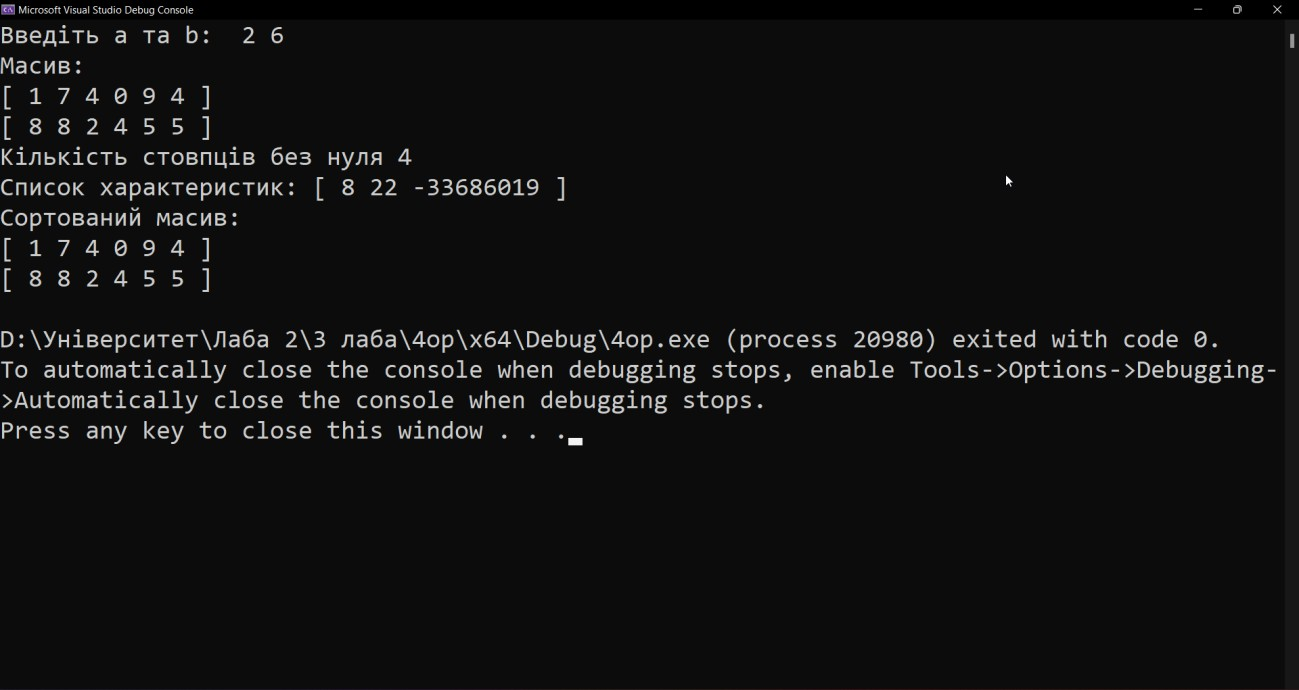 Microsoft Visual Studio Debug Console
Введіть a та b:  2 6
Масив:
[ 1 7 4 0 9 4 ]
[ 8 8 2 4 5 5 ]
Кількість стовпців без нуля 4
Список характеристик: [ 8 22 -33686019 ]
Сортований масив:
[ 1 7 4 0 9 4 ]
[ 8 8 2 4 5 5 ]
D:\Університет\Лаба 2\3 лаба\4op\x64\Debug\4op.exe (process 20980) exited with code 0.
To automatically close the console when debugging stops, enable Tools->Options->Debugging-
>Automatically close the console when debugging stops.
Press any key to close this window . . .